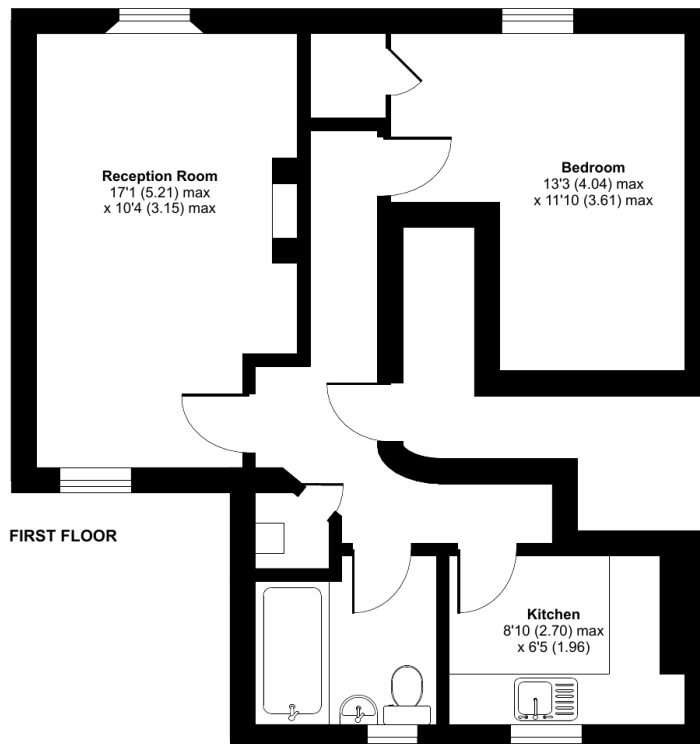 Reception Room
17'1 (5.21) max
x 10'4 (3.15) max
Bedroom
13'3 (4.04) max
x 11'10 (3.61) max
FIRST FLOOR
Kitchen
8'10 (2.70) max
x 6'5 (1.96)